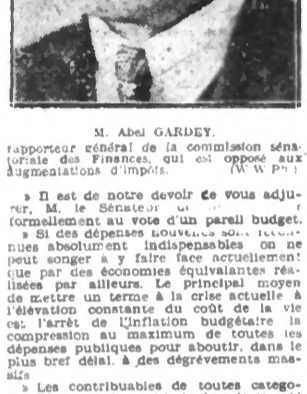 M. Abel GARDEY.
rapporteur général de la commission séna-
toriale des Finances, qui est opposé aux
augmentations d'impôts. (W W Ph)
» Il est de notre devoir de vous adju-
rer, M. le Sénateur
formellement au vote d'un pareil budget.
» Si des dépenses nouvelles sont
nues absolument indispensables on ne
peut songer à y faire face actuellement
que par des économies équivalantes réa-
lisées par ailleurs. Le principal moyen
de mettre un terme à la crise actuelle à
l'élévation constante du coût de la vie
est l'arrêt de l'inflation budgétaire la
compression au maximum de toutes les
dépenses publiques pour aboutir, dans le
plus bref délai, à des dégrèvements mas-
sifs
» Les contribuables de toutes catégo-